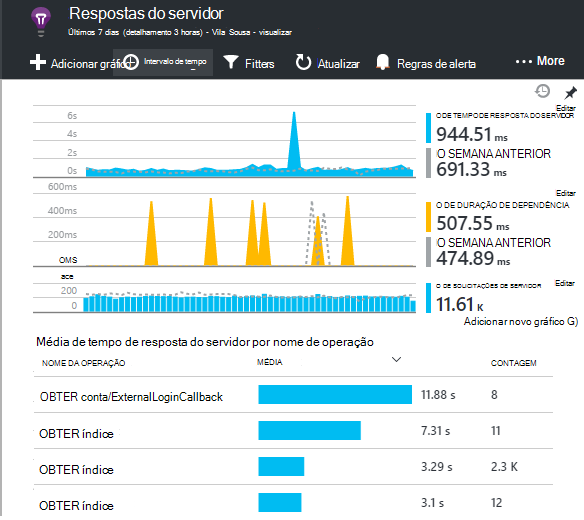 Respostas do servidor
Últimos 7 dias (detalhamento 3 horas) - Vila Sousa - visualizar
Adicionar gráfico Intervalo de tempo Fitters Atualizar Regras de alerta More
Editar
6s
4s
2s
0s
O DE TEMPO DE RESPOSTA DO SERVIDOR
944.51 ms
O SEMANA ANTERIOR
691.33 ms
Editar
600ms
400ms
200ms
OMS
O DE DURAÇÃO DE DEPENDÊNCIA
507.55 ms
O SEMANA ANTERIOR
474.89 ms
Editar
ace
200
0
O DE SOLICITAÇÕES DE SERVIDOR
11.61 K
Adicionar novo gráfico G)
Média de tempo de resposta do servidor por nome de operação
NOME DA OPERAÇÃO MÉDIA CONTAGEM
OBTER conta/ExternalLoginCallback 11.88 s 8
OBTER índice 7.31 s 11
OBTER índice 3.29 s 2.3 K
OBTER índice 3.1 s 12